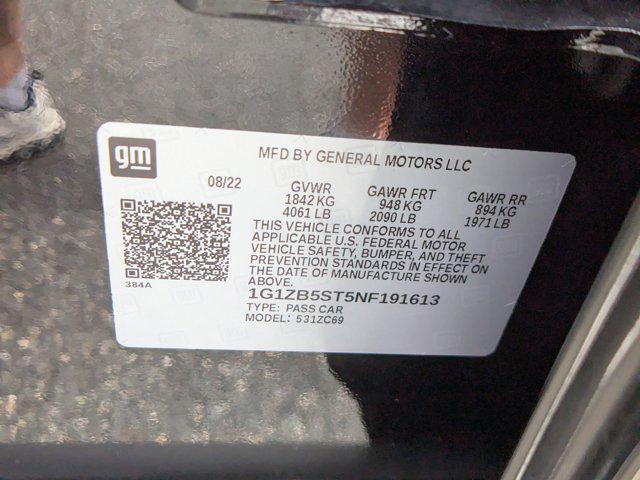 gm
MFD BY GENERAL MOTORS LLC
08/22
GVWR
1842 KG
4061 LB
GAWR FRT
948 KG
2090 LB
GAWR RR
894 KG
1971 LB
THIS VEHICLE CONFORMS TO ALL
APPLICABLE U.S. FEDERAL MOTOR
VEHICLE SAFETY, BUMPER, AND THEFT
PREVENTION STANDARDS IN EFFECT ON
THE DATE OF MANUFACTURE SHOWN
ABOVE.
384A
1G1ZB5ST5NF191613
TYPE: PASS CAR
MODEL: 531ZC69